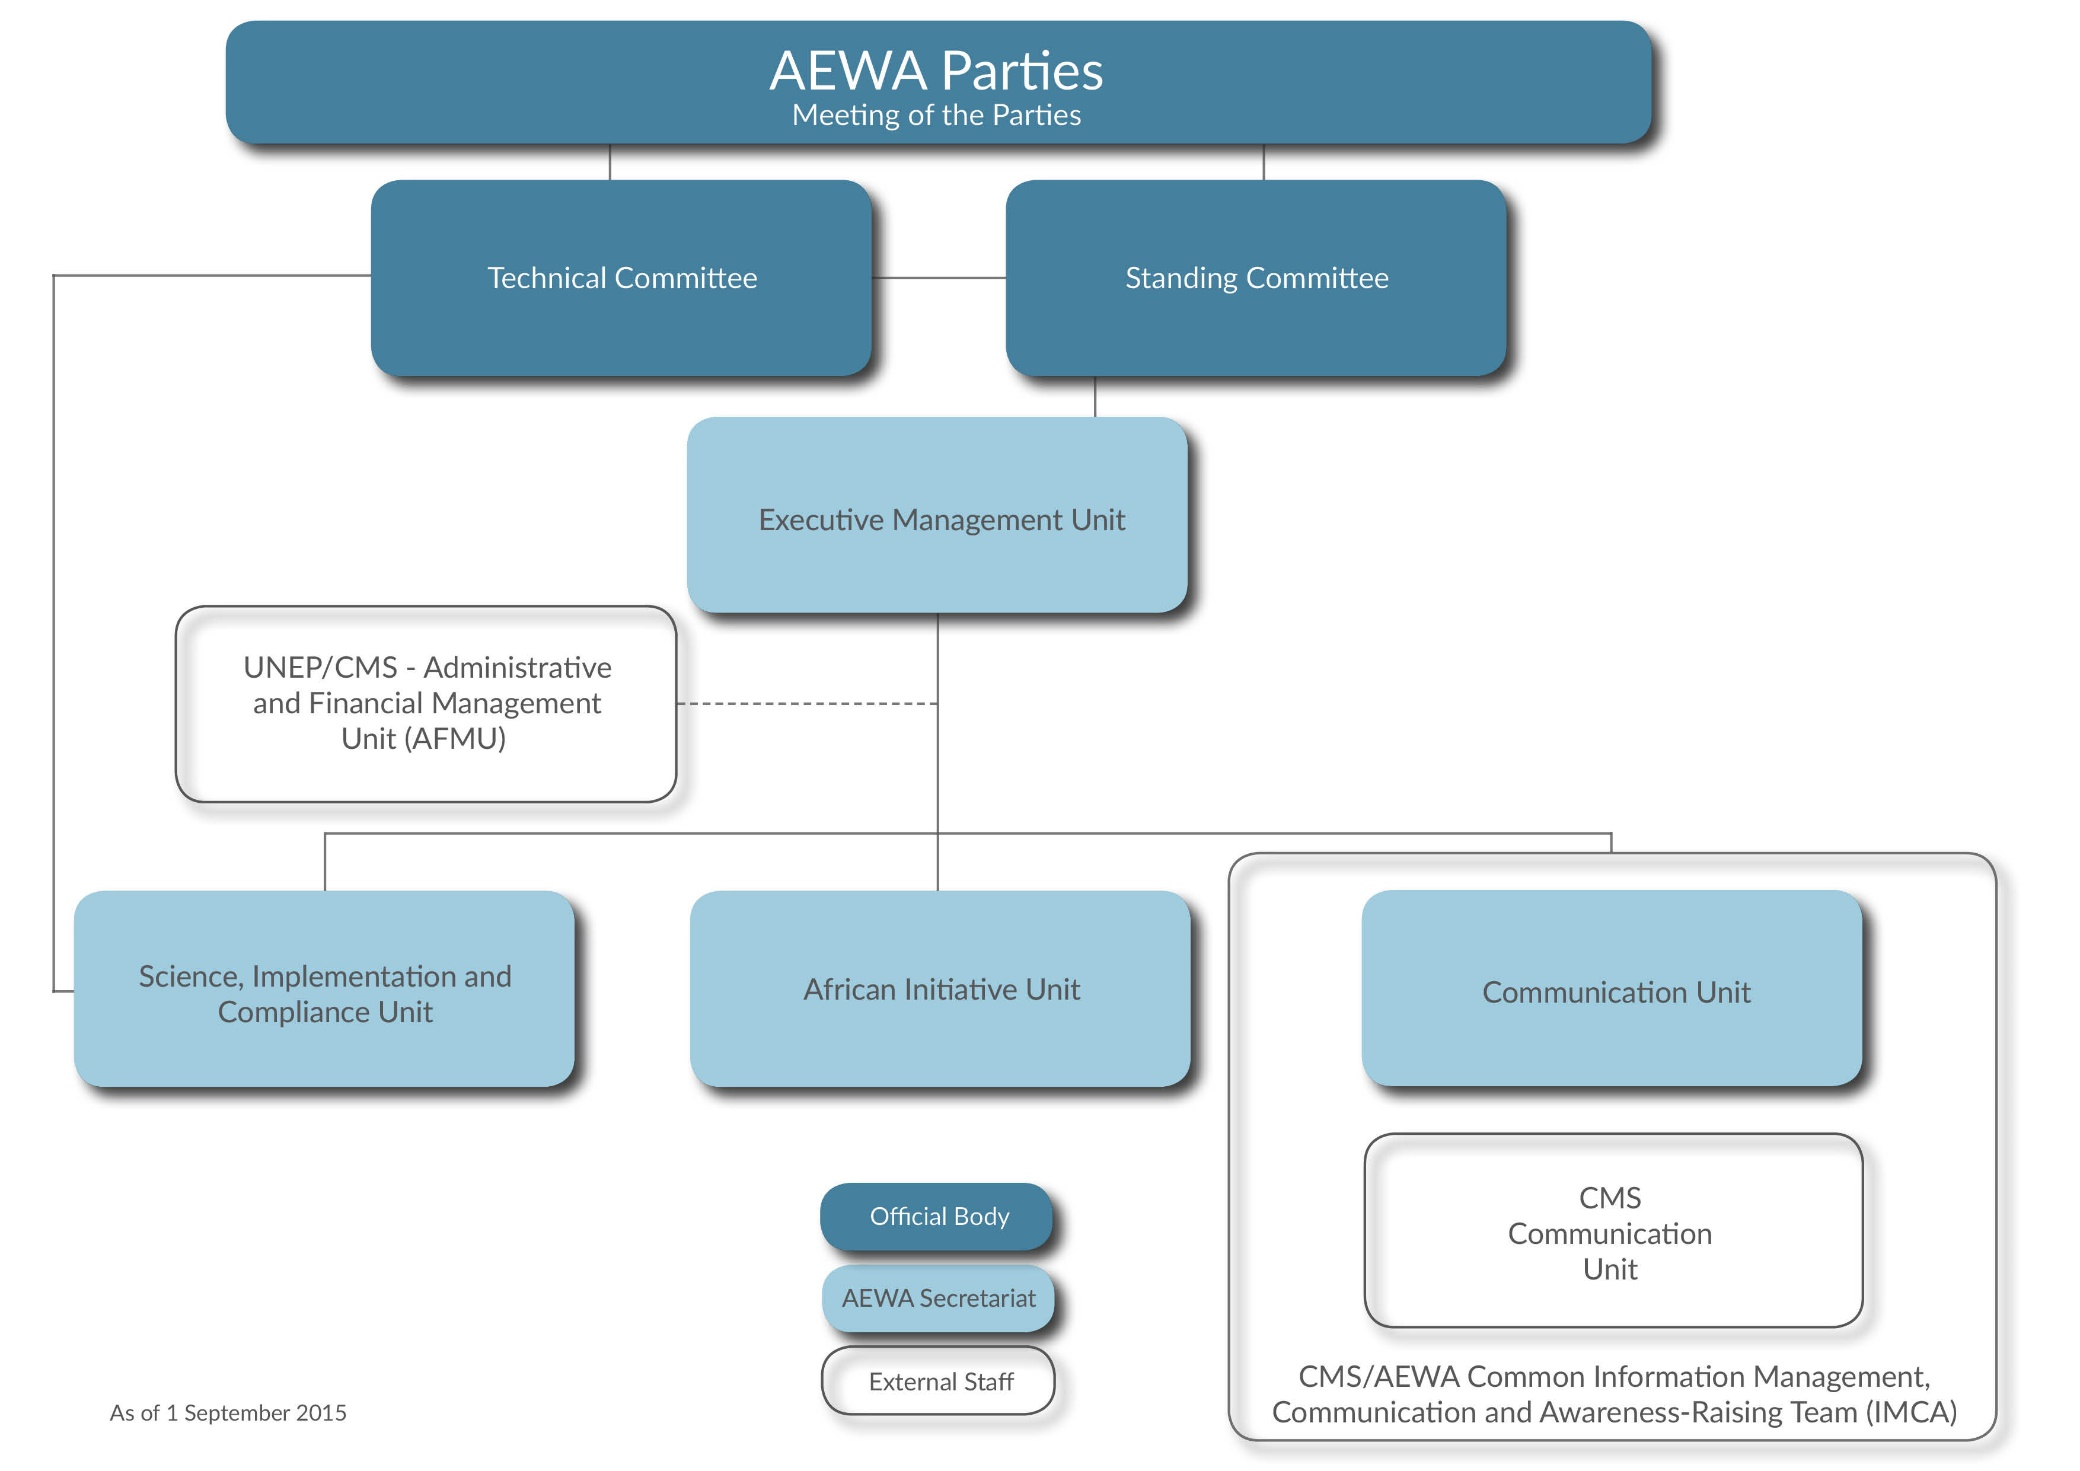 AEWA Parties
Meeting of the Parties
Technical Committee
Standing Committee
Executive Management Unit
UNEP/CMS - Administrative
and Financial Management
Unit (AFMU)
Science, Implementation and
Compliance Unit
African Initiative Unit
Communication Unit
CMS
Communication
Unit
CMS/AEWA Common Information Management,
Communication and Awareness-Raising Team (IMCA)
Official Body
AEWA Secretariat
External Staff
As of 1 September 2015